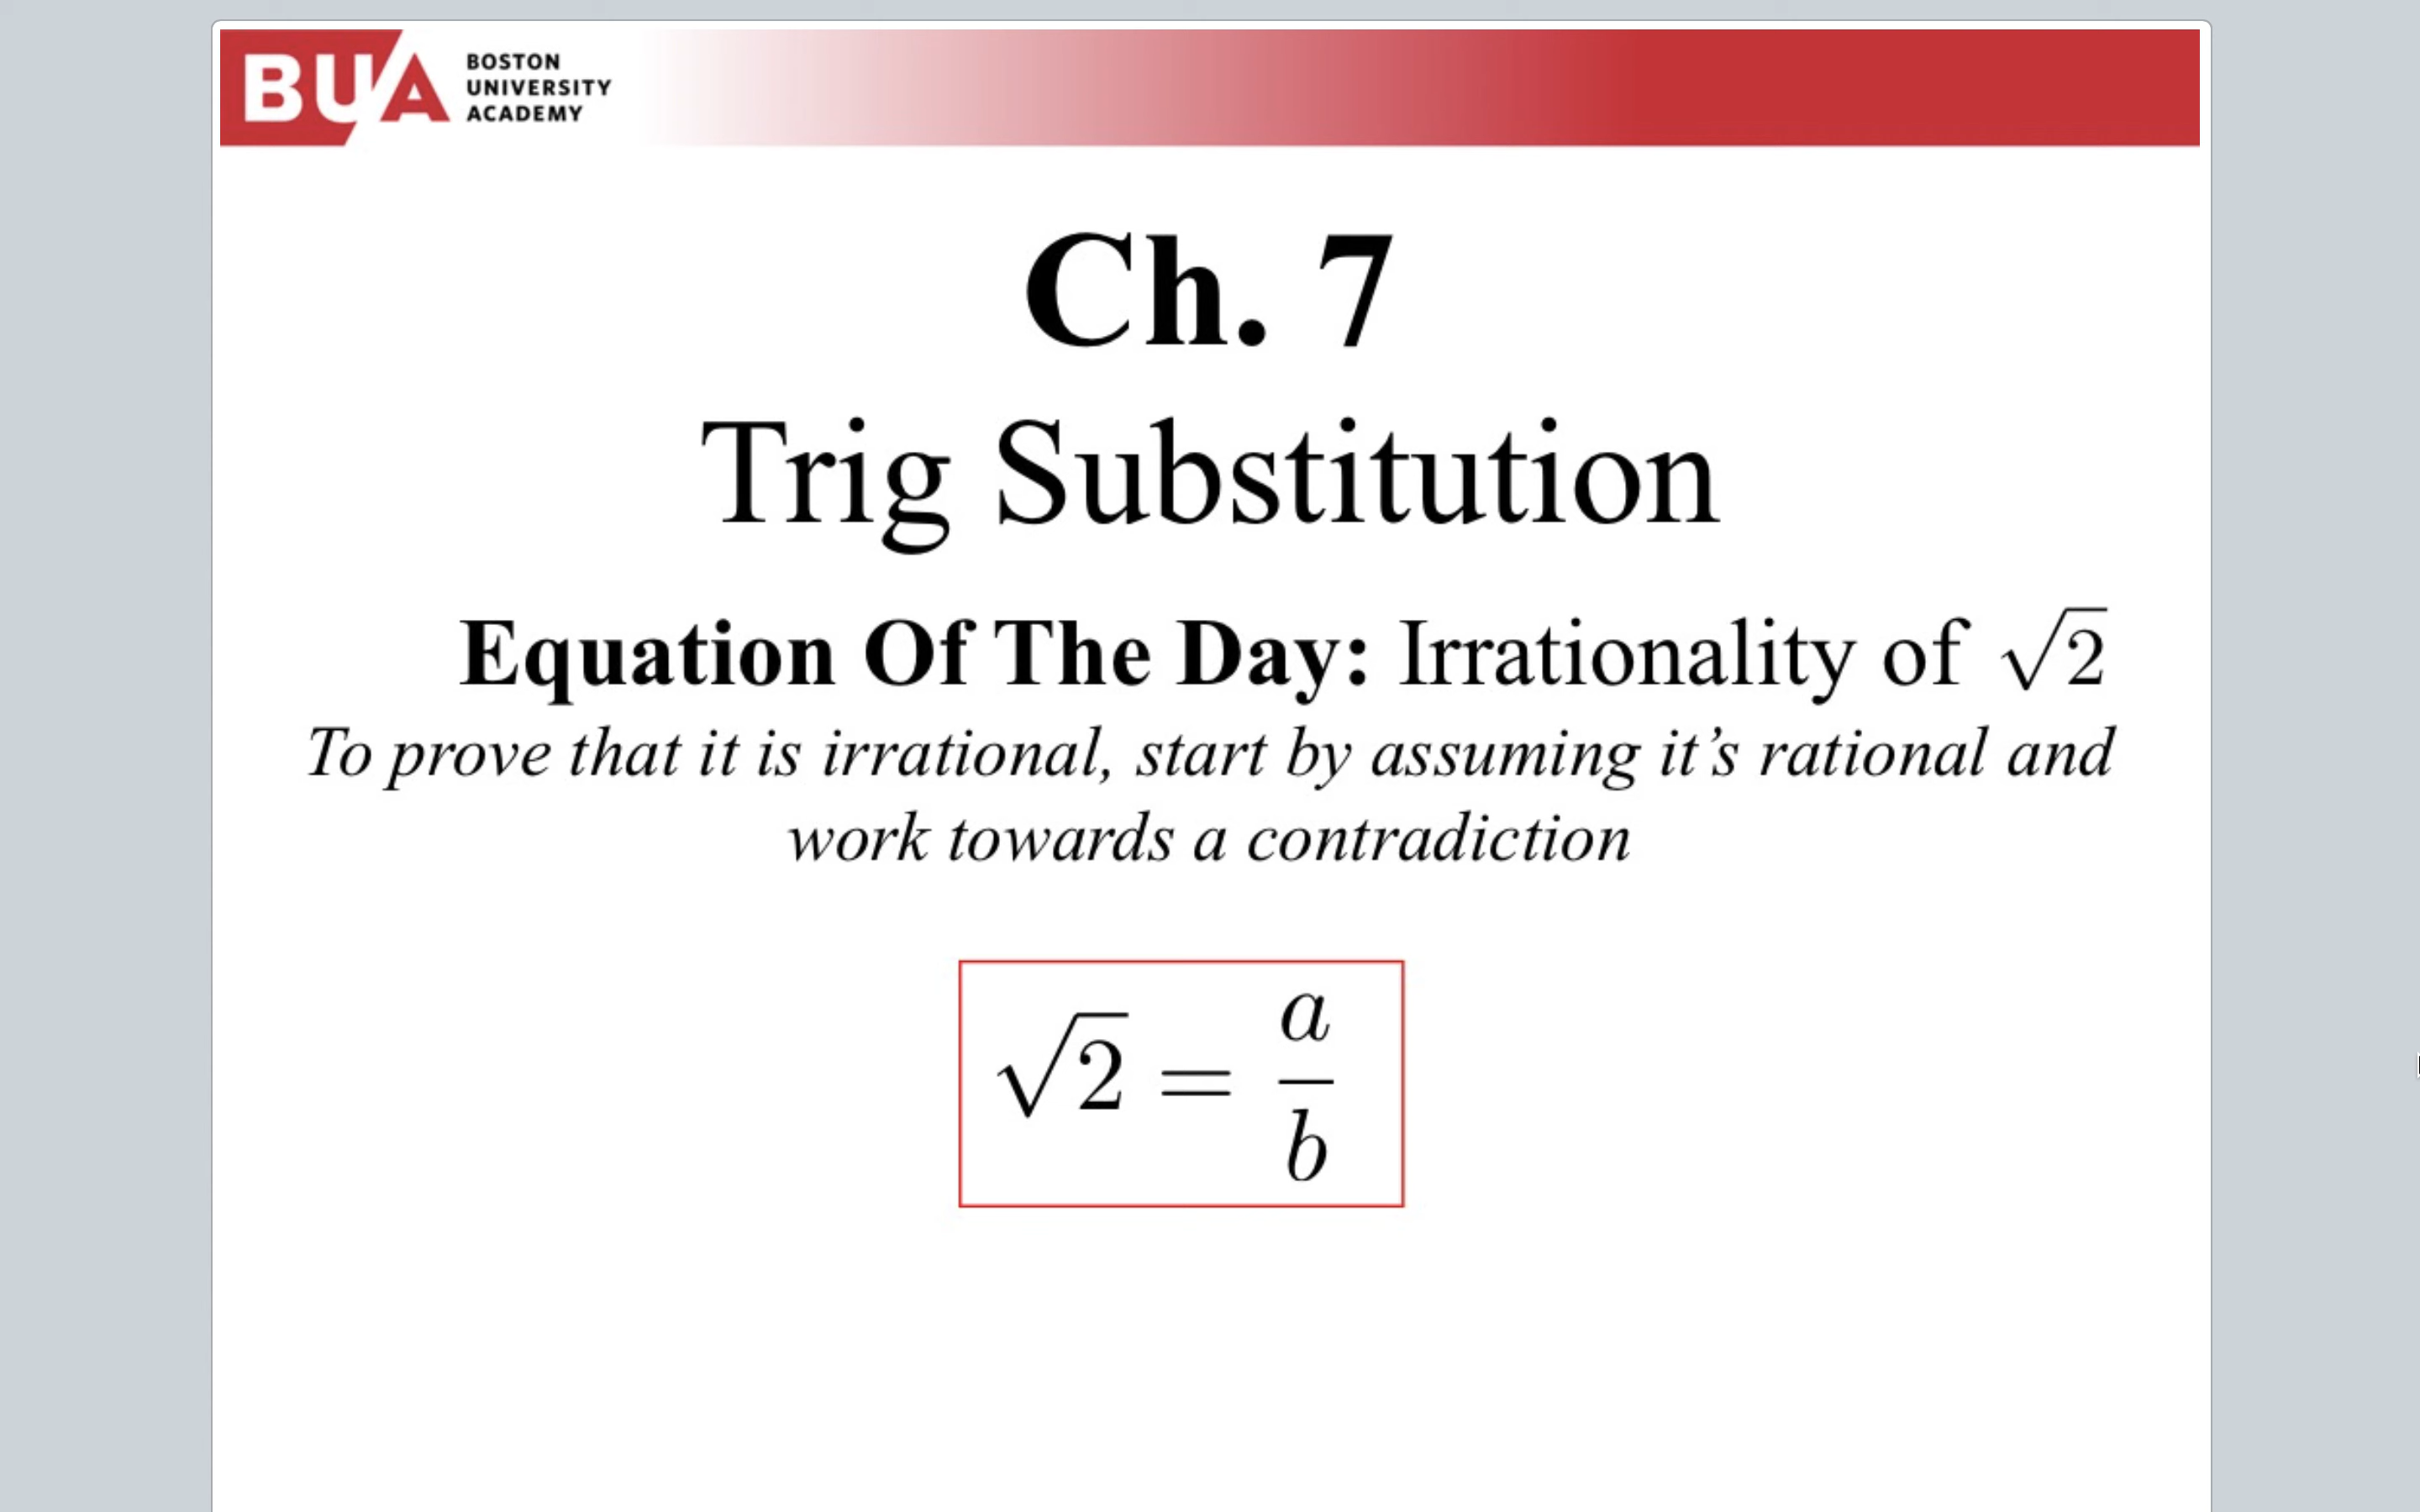 BUA
BOSTON
UNIVERSITY
ACADEMY
Ch. 7
Trig Substitution
Equation Of The Day: Irrationality of √2
To prove that it is irrational, start by assuming it’s rational and
work towards a contradiction
√2 = a/b